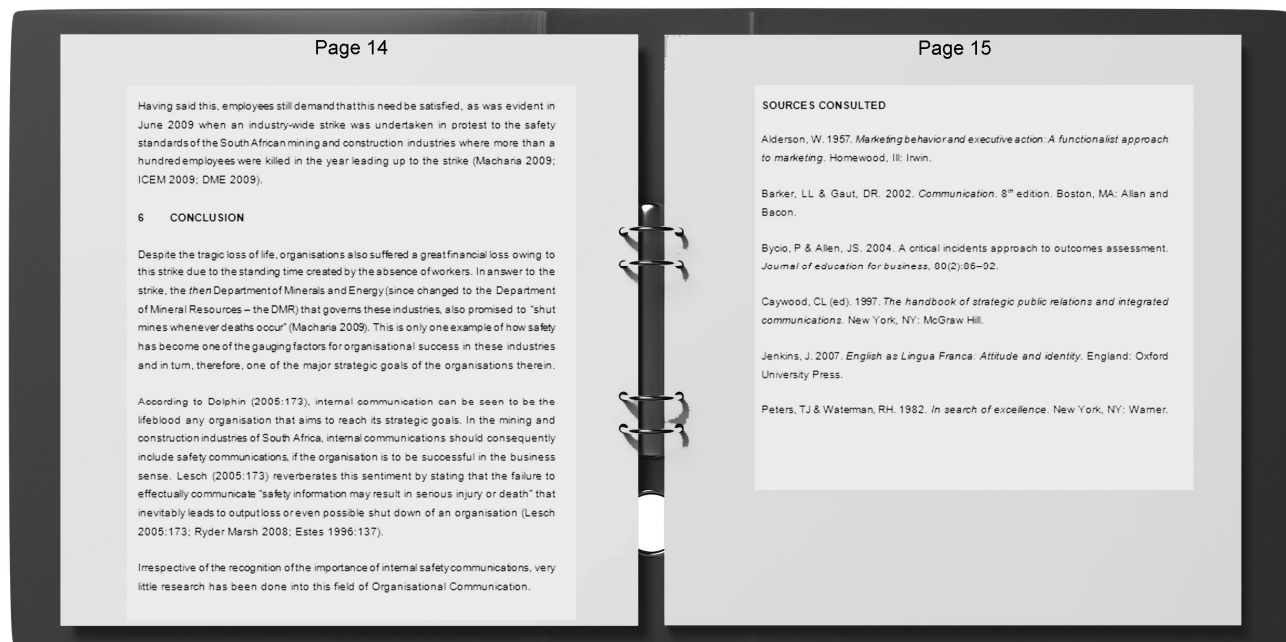 Page 14
Having said this, employees still demand that this need be satisfied, as was evident in
June 2009 when an industry-wide strike was undertaken in protest to the safety
standards of the South African mining and construction industries where more than a
hundred employees were killed in the year leading up to the strike (Macharia 2009;
ICEM 2009; DME 2009).
6 CONCLUSION
Despite the tragic loss of life, organisations also suffered a great financial loss owing to
this strike due to the standing time created by the absence of workers. In answer to the
strike, the then Department of Minerals and Energy (since changed to the Department
of Mineral Resources – the DMR) that governs these industries, also promised to "shut
mines whenever deaths occur" (Macharia 2009). This is only one example of how safety
has become one of the gauging factors for organisational success in these industries
and in turn, therefore, one of the major strategic goals of the organisations therein.
According to Dolphin (2005:173), internal communication can be seen to be the
lifeblood any organisation that aims to reach its strategic goals. In the mining and
construction industries of South Africa, internal communications should consequently
include safety communications, if the organisation is to be successful in the business
sense. Lesch (2005:173) reverberates this sentiment by stating that the failure to
effectually communicate "safety information may result in serious injury or death" that
inevitably leads to output loss or even possible shut down of an organisation (Lesch
2005:173; Ryder Marsh 2008; Estes 1996:137).
Irrespective of the recognition of the importance of internal safety communications, very
little research has been done into this field of Organisational Communication.
Page 15
SOURCES CONSULTED
Alderson, W. 1957. Marketing behavior and executive action: A functionalist approach
to marketing. Homewood, Ill: Irwin.
Barker, LL & Gaut, DR. 2002. Communication. 8th edition. Boston, MA: Allan and
Bacon.
Bycio, P & Allen, JS. 2004. A critical incidents approach to outcomes assessment.
Journal of education for business, 80(2):86–92.
Caywood, CL (ed). 1997. The handbook of strategic public relations and integrated
communications. New York, NY: McGraw Hill.
Jenkins, J. 2007. English as Lingua Franca: Attitude and identity. England: Oxford
University Press.
Peters, TJ & Waterman, RH. 1982. In search of excellence. New York, NY: Warner.